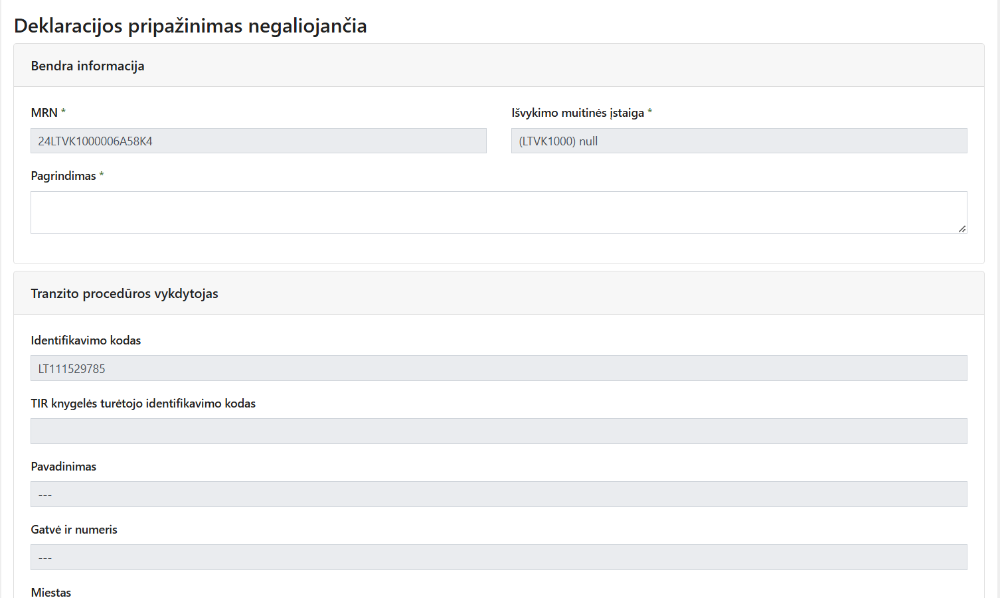 Deklaracijos pripažinimas negaliojančia
Bendra informacija
MRN *
24LTVK1000006A58K4
Išvykimo muitinės įstaiga *
(LTVK1000) null
Pagrindimas *
Tranzito procedūros vykdytojas
Identifikavimo kodas
LT111529785
TIR knygelės turėtojo identifikavimo kodas
Pavadinimas
---
Gatvė ir numeris
---
Miestas